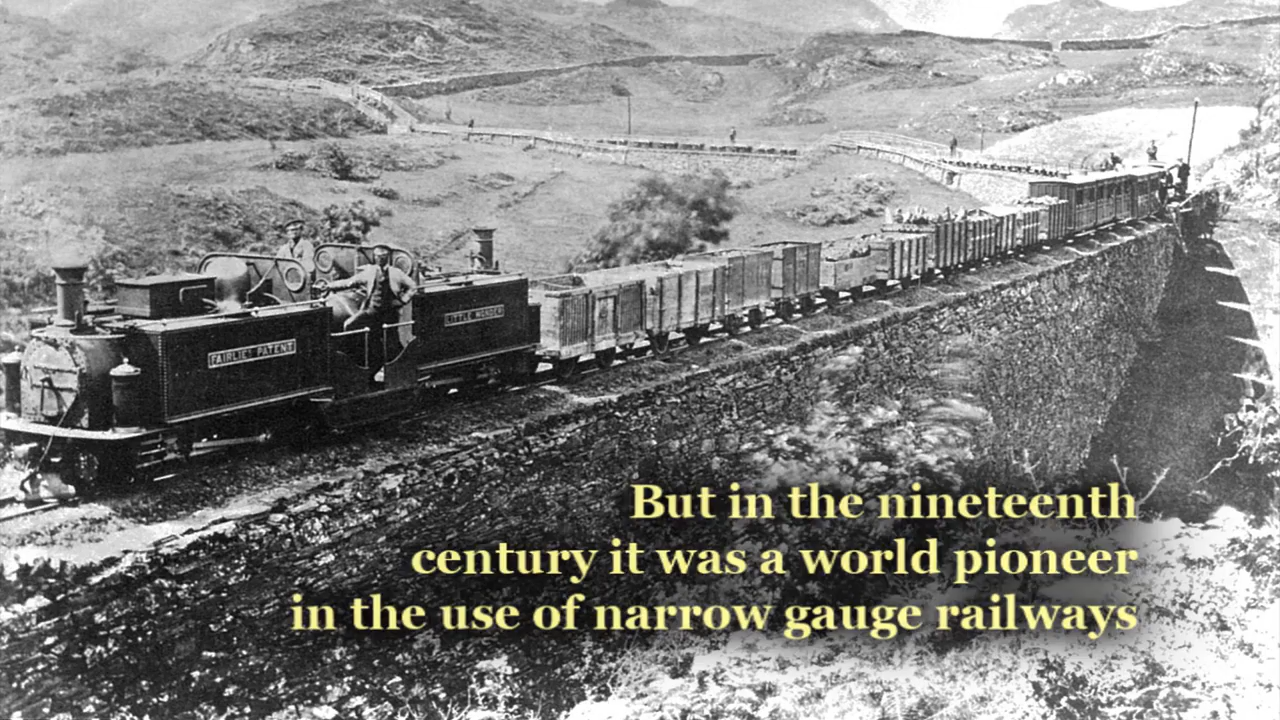 FAIRLIE'S PATENT
LITTLE WONDER
But in the nineteenth
century it was a world pioneer
in the use of narrow gauge railways